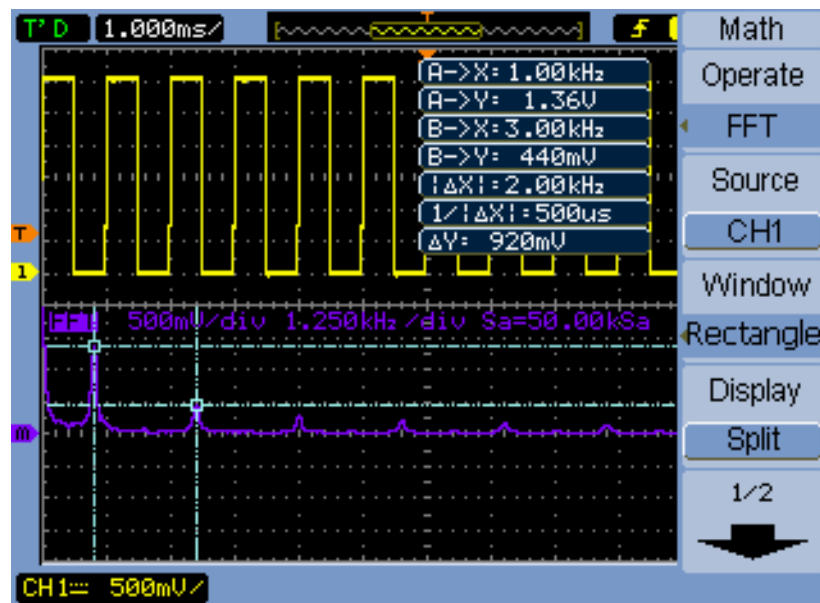 T'D 1.000ms/ T Math
Operate
FFT
Source
CH1
Window
Rectangle
Display
Split
1/2
A->X: 1.00kHz
A->Y: 1.36V
B->X: 3.00kHz
B->Y: 440mV
|ΔX|: 2.00kHz
1/|ΔX|: 500us
ΔY: 920mV
T
1
FFT 500mV/div 1.250kHz/div Sa=50.00kSa
m
CH1 500mV/